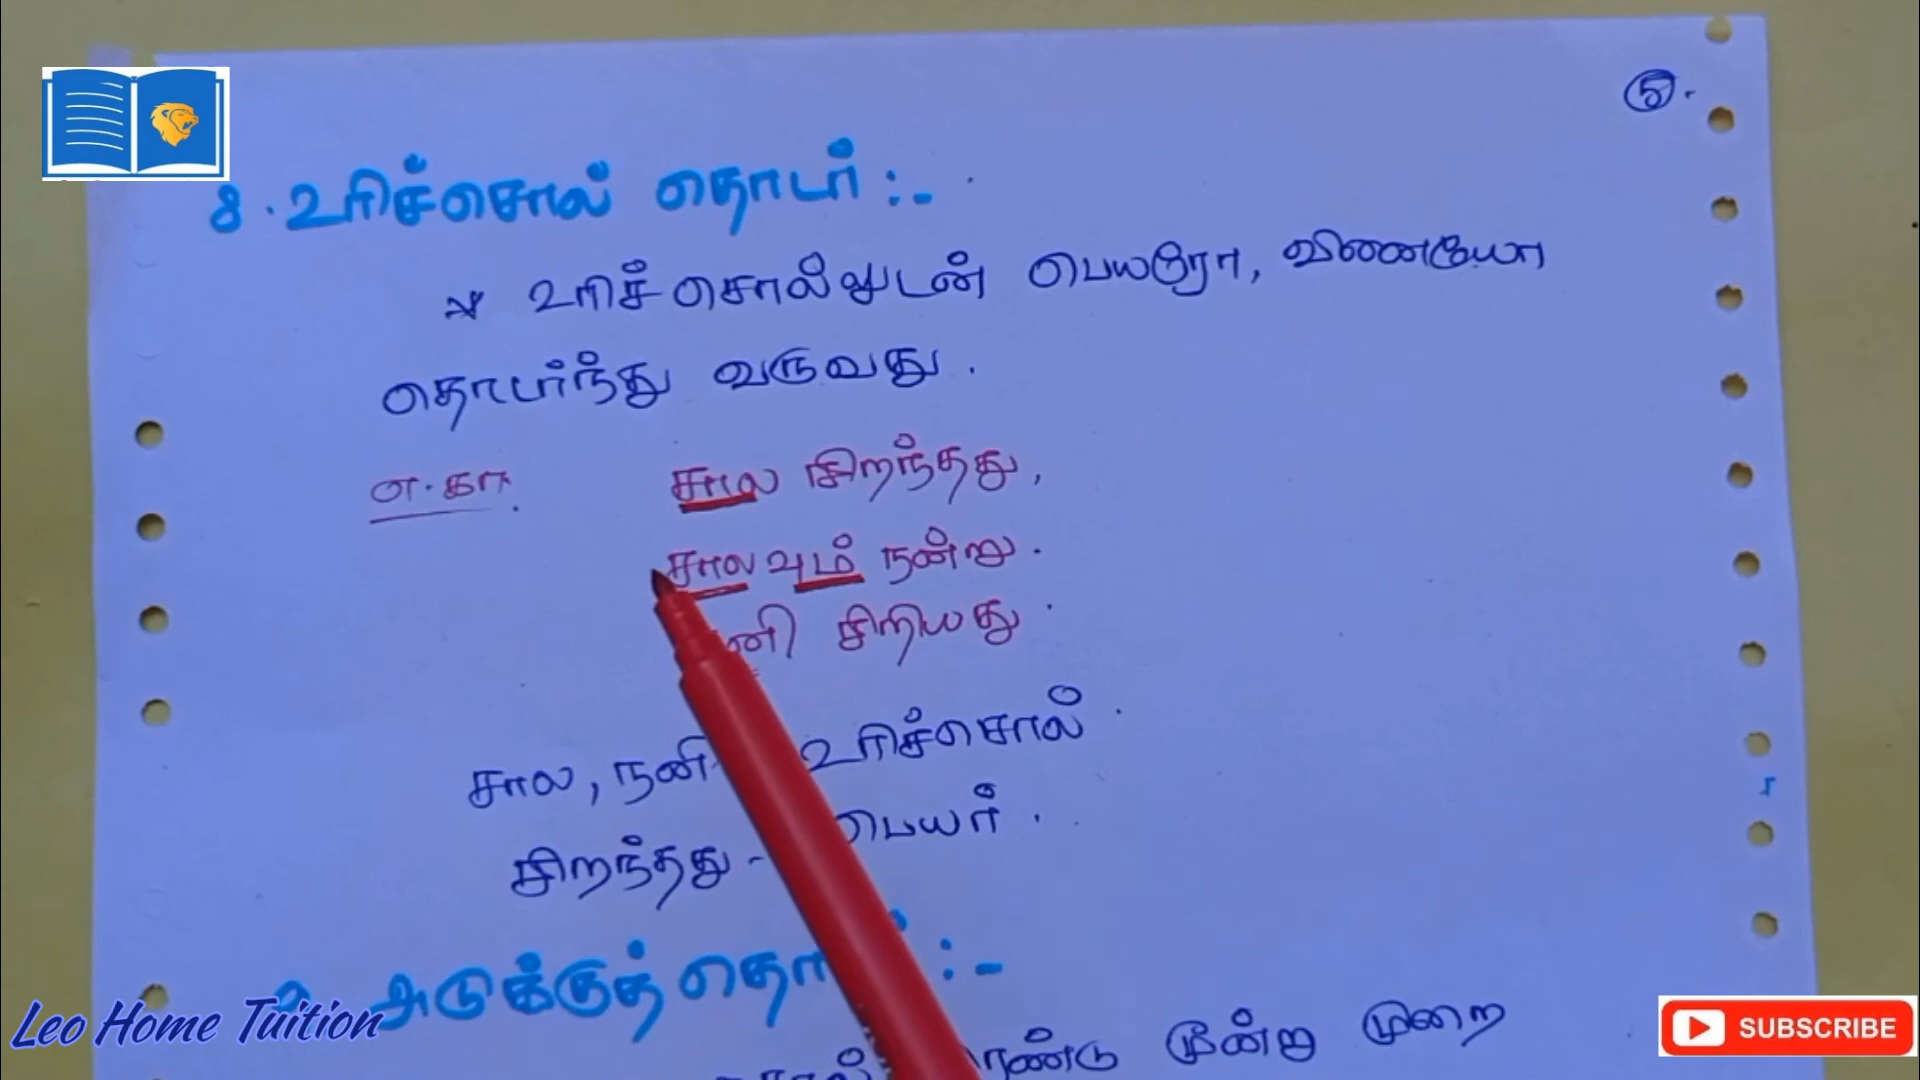 5.
8. உரிச்சொல் தொடர் :-
* உரிச்சொல்லுடன் பெயரோ, வினையோ
தொடர்ந்து வருவது.
எ.கா. சால சிறந்தது,
சாலவும் நன்று.
சிறியது.
சால, நனி உரிச்சொல்.
சிறந்தது - பெயர்.
அடுக்குத் :-
மூன்று முறை
Leo Home Tuition
SUBSCRIBE